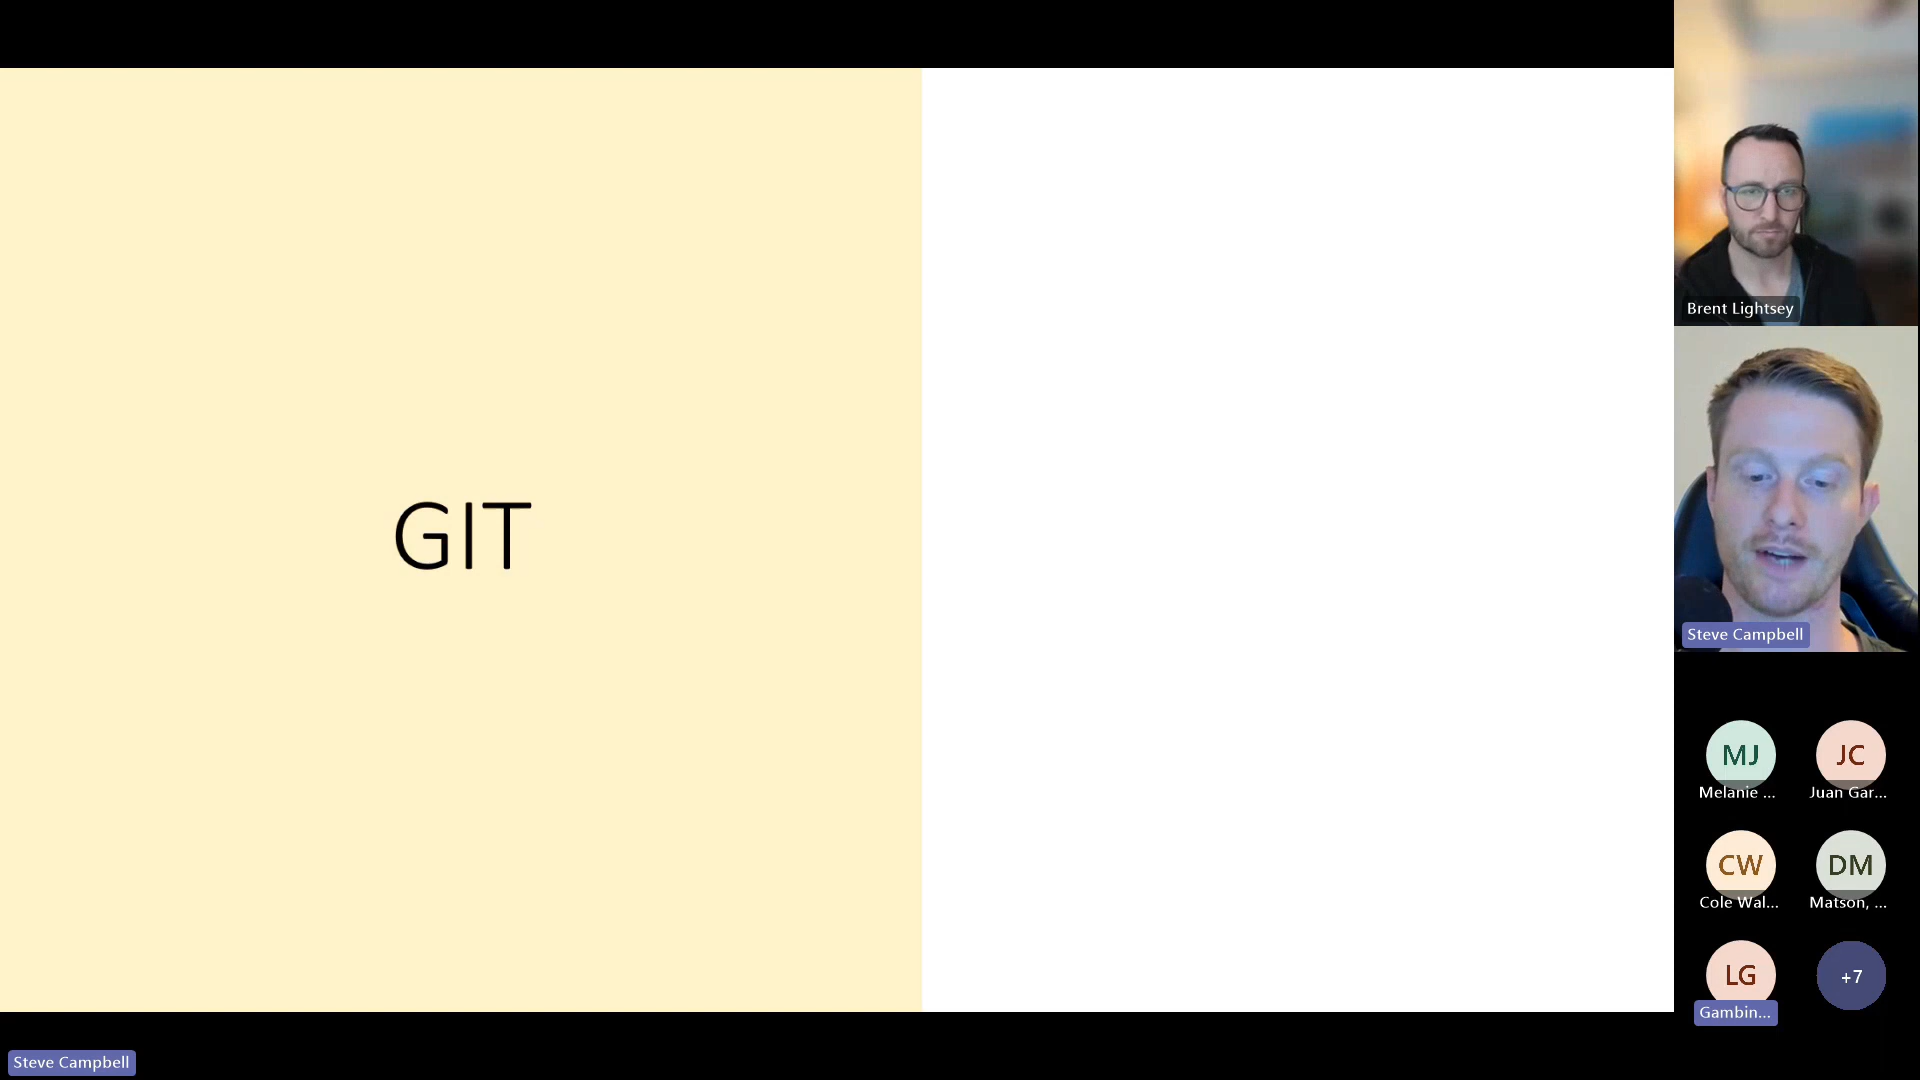 GIT
Brent Lightsey
Steve Campbell
MJ
Melanie ...
JC
Juan Gar...
CW
Cole Wal...
DM
Matson, ...
LG
Gambin...
+7
Steve Campbell